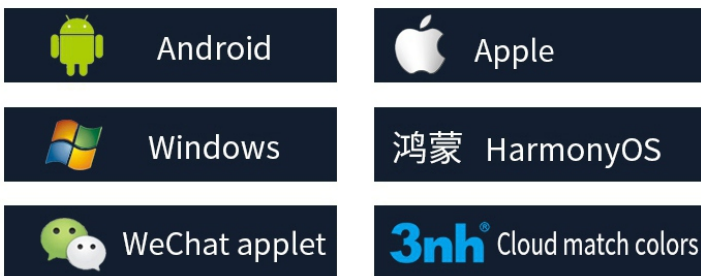 Android
Apple
Windows
鸿蒙 HarmonyOS
WeChat applet
3nh® Cloud match colors